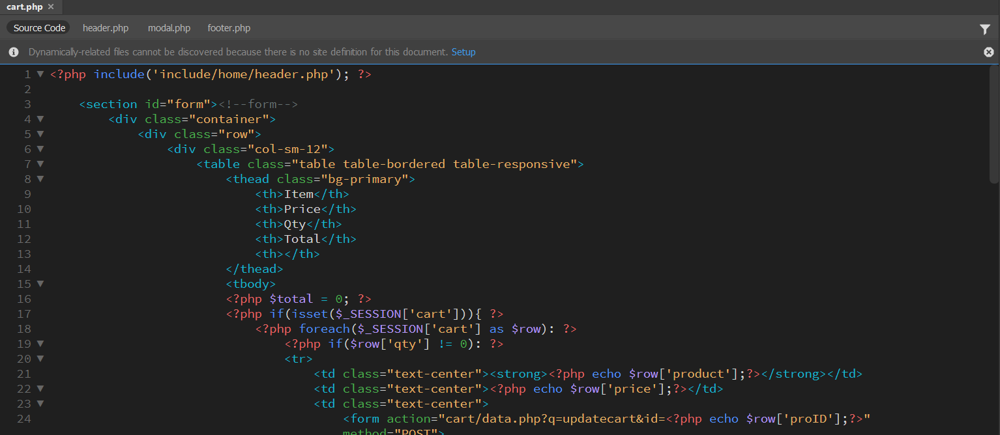 cart.php ×
Source Code header.php modal.php footer.php
Dynamically-related files cannot be discovered because there is no site definition for this document. Setup
1 <?php include('include/home/header.php'); ?>
2
3 <section id="form"><!--form-->
4 <div class="container">
5 <div class="row">
6 <div class="col-sm-12">
7 <table class="table table-bordered table-responsive">
8 <thead class="bg-primary">
9 <th>Item</th>
10 <th>Price</th>
11 <th>Qty</th>
12 <th>Total</th>
13 <th></th>
14 </thead>
15 <tbody>
16 <?php $total = 0; ?>
17 <?php if(isset($_SESSION['cart'])){ ?>
18 <?php foreach($_SESSION['cart'] as $row): ?>
19 <?php if($row['qty'] != 0): ?>
20 <tr>
21 <td class="text-center"><strong><?php echo $row['product'];?></strong></td>
22 <td class="text-center"><?php echo $row['price'];?></td>
23 <td class="text-center">
24 <form action="cart/data.php?q=updatecart&id=<?php echo $row['proID'];?>"
method="POST">